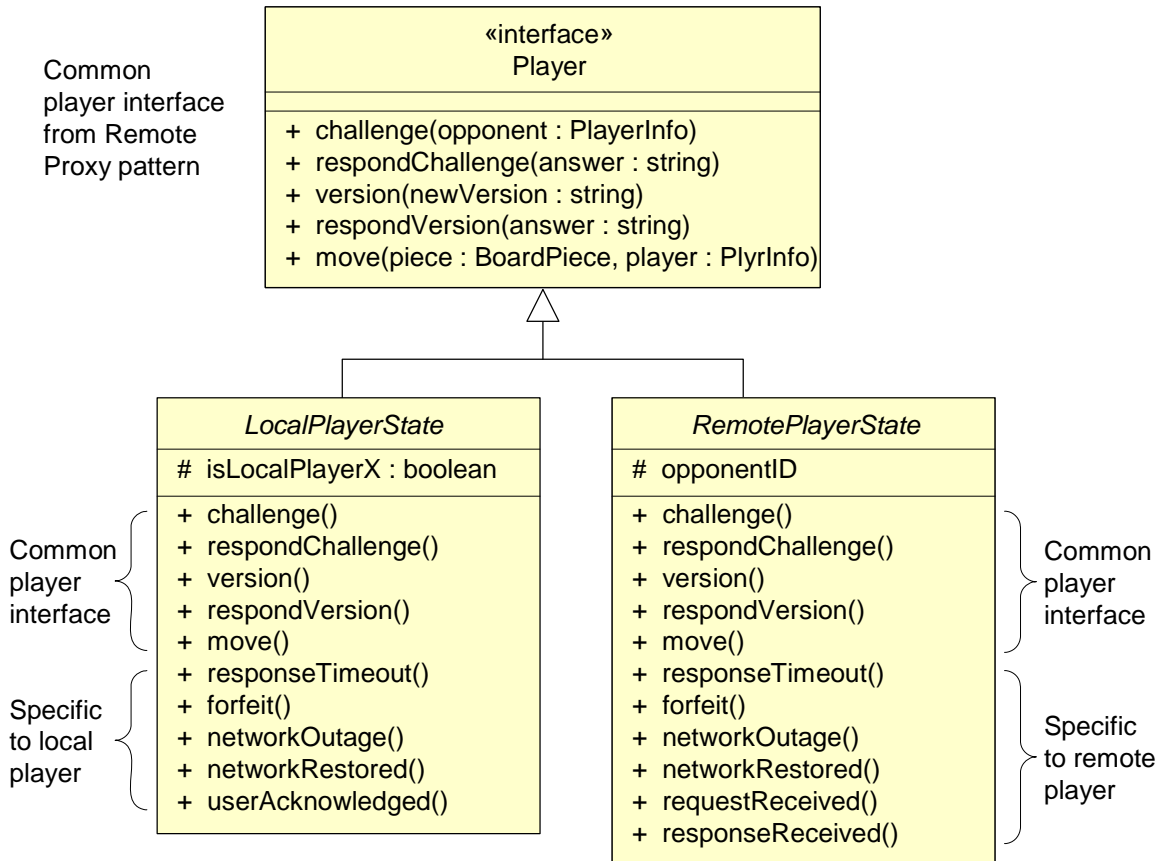 «interface»
Player
Common
player interface
from Remote
Proxy pattern
+ challenge(opponent : PlayerInfo)
+ respondChallenge(answer : string)
+ version(newVersion : string)
+ respondVersion(answer : string)
+ move(piece : BoardPiece, player : PlyrInfo)
LocalPlayerState
# isLocalPlayerX : boolean
+ challenge()
+ respondChallenge()
+ version()
+ respondVersion()
+ move()
+ responseTimeout()
+ forfeit()
+ networkOutage()
+ networkRestored()
+ userAcknowledged()
Common
player
interface
Specific
to local
player
RemotePlayerState
# opponentID
+ challenge()
+ respondChallenge()
+ version()
+ respondVersion()
+ move()
+ responseTimeout()
+ forfeit()
+ networkOutage()
+ networkRestored()
+ requestReceived()
+ responseReceived()
Common
player
interface
Specific
to remote
player